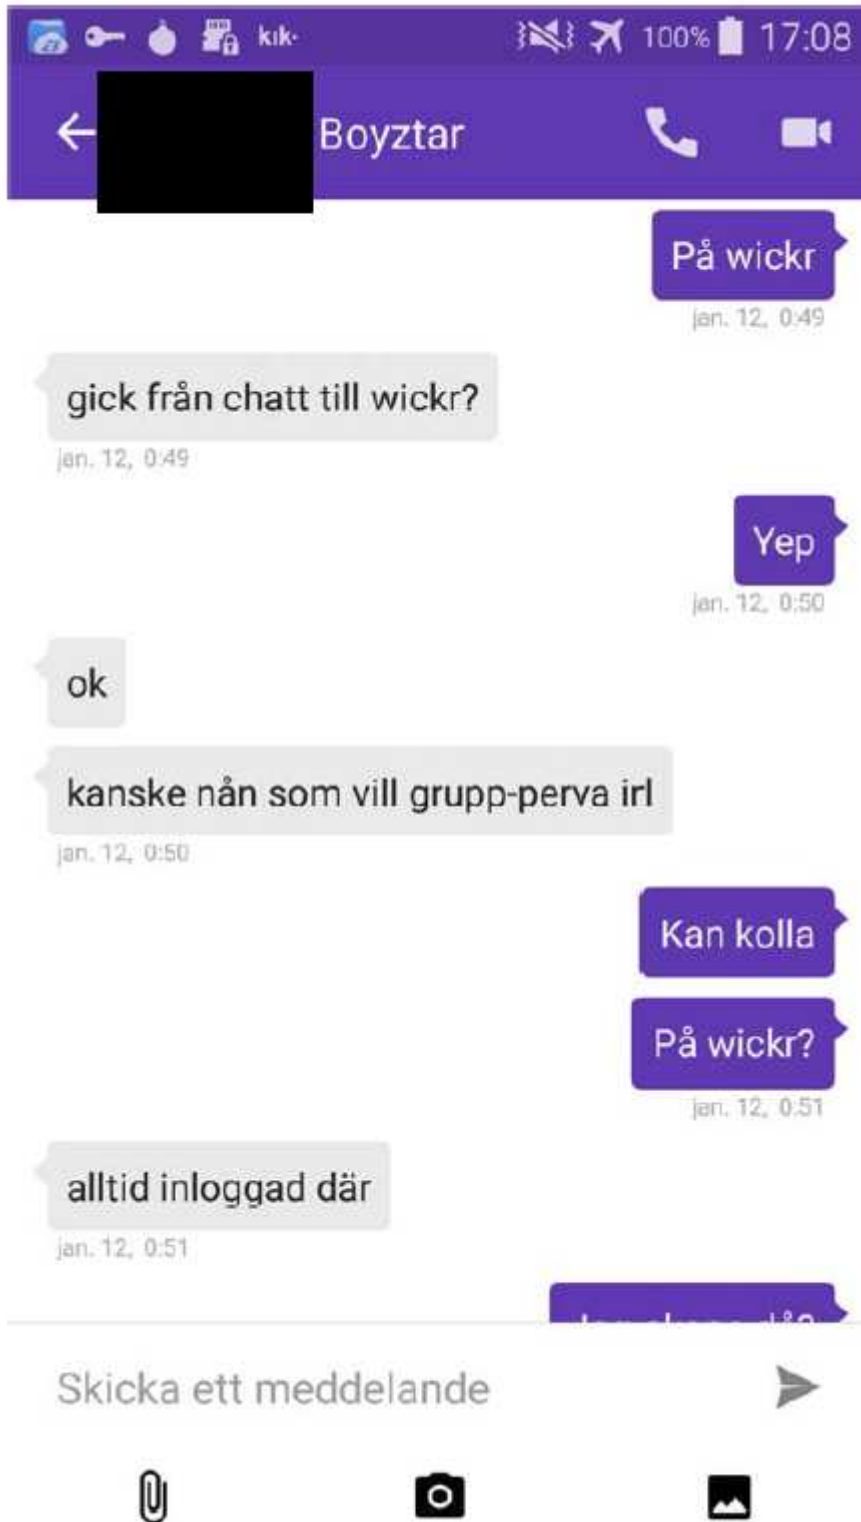 kik·
100%
17:08
Boyztar
På wickr
jan. 12, 0:49
gick från chatt till wickr?
jan. 12, 0:49
Yep
jan. 12, 0:50
ok
kanske nån som vill grupp-perva irl
jan. 12, 0:50
Kan kolla
På wickr?
jan. 12, 0:51
alltid inloggad där
jan. 12, 0:51
Skicka ett meddelande